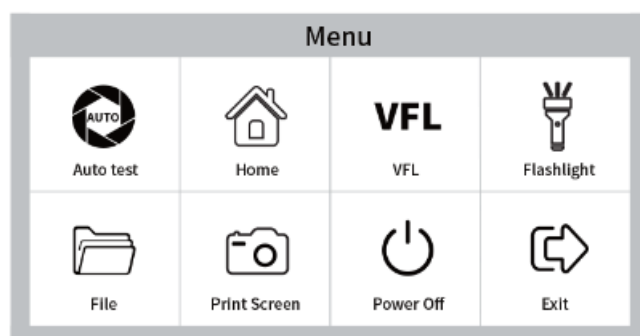 Menu
AUTO
VFL
Auto test Home VFL Flashlight
File Print Screen Power Off Exit